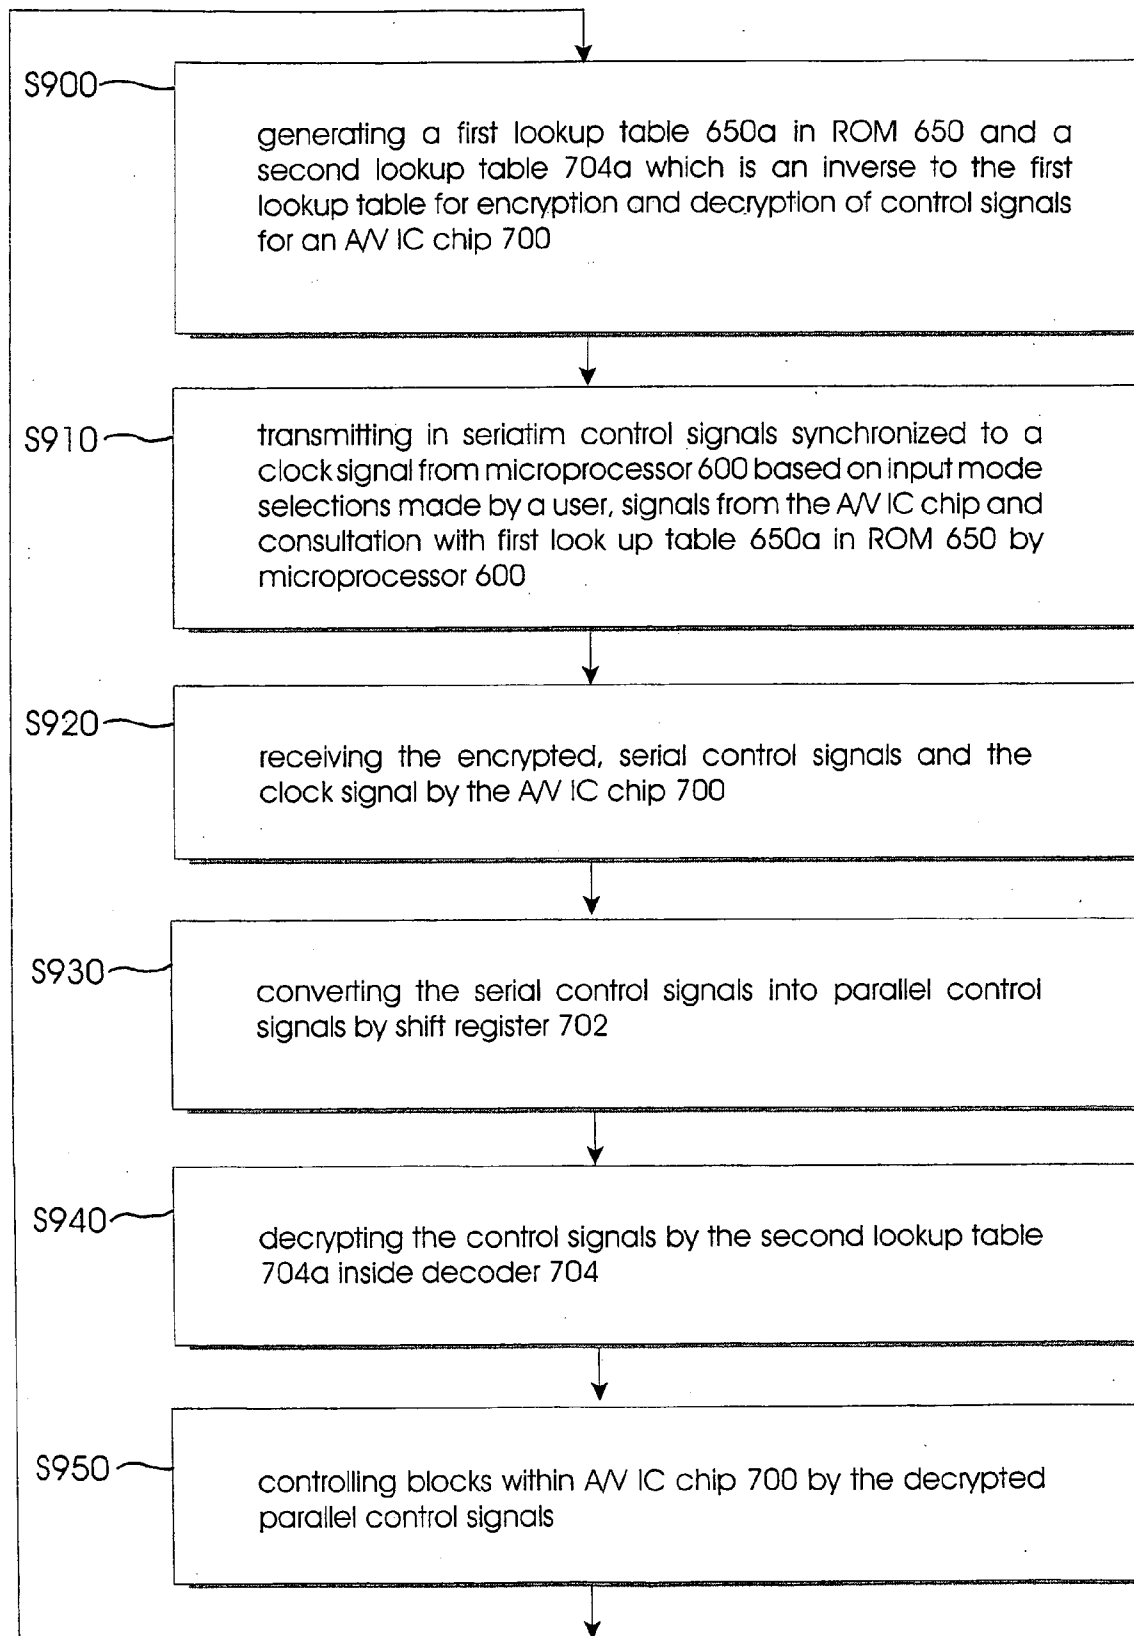 S900
generating a first lookup table 650a in ROM 650 and a
second lookup table 704a which is an inverse to the first
lookup table for encryption and decryption of control signals
for an A/V IC chip 700
S910
transmitting in seriatim control signals synchronized to a
clock signal from microprocessor 600 based on input mode
selections made by a user, signals from the A/V IC chip and
consultation with first look up table 650a in ROM 650 by
microprocessor 600
S920
receiving the encrypted, serial control signals and the
clock signal by the A/V IC chip 700
S930
converting the serial control signals into parallel control
signals by shift register 702
S940
decrypting the control signals by the second lookup table
704a inside decoder 704
S950
controlling blocks within A/V IC chip 700 by the decrypted
parallel control signals